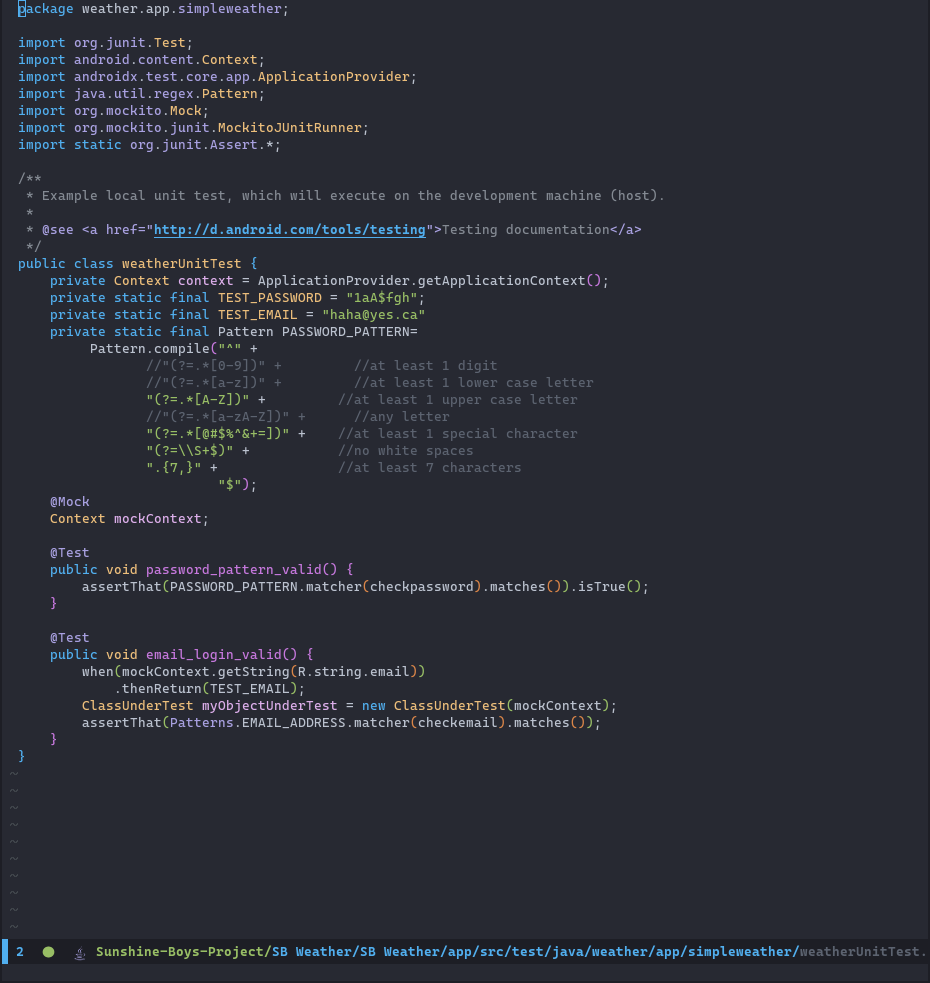 package weather.app.simpleweather;

import org.junit.Test;
import android.content.Context;
import androidx.test.core.app.ApplicationProvider;
import java.util.regex.Pattern;
import org.mockito.Mock;
import org.mockito.junit.MockitoJUnitRunner;
import static org.junit.Assert.*;

/**
 * Example local unit test, which will execute on the development machine (host).
 *
 * @see <a href="http://d.android.com/tools/testing">Testing documentation</a>
 */
public class weatherUnitTest {
    private Context context = ApplicationProvider.getApplicationContext();
    private static final TEST_PASSWORD = "1aA$fgh";
    private static final TEST_EMAIL = "haha@yes.ca"
    private static final Pattern PASSWORD_PATTERN=
         Pattern.compile("^" +
                //"(?=.*[0-9])" +         //at least 1 digit
                //"(?=.*[a-z])" +         //at least 1 lower case letter
                "(?=.*[A-Z])" +         //at least 1 upper case letter
                //"(?=.*[a-zA-Z])" +      //any letter
                "(?=.*[@#$%^&+=])" +    //at least 1 special character
                "(?=\\S+$)" +           //no white spaces
                ".{7,}" +               //at least 7 characters
                         "$");
    @Mock
    Context mockContext;

    @Test
    public void password_pattern_valid() {
        assertThat(PASSWORD_PATTERN.matcher(checkpassword).matches()).isTrue();
    }

    @Test
    public void email_login_valid() {
        when(mockContext.getString(R.string.email))
            .thenReturn(TEST_EMAIL);
        ClassUnderTest myObjectUnderTest = new ClassUnderTest(mockContext);
        assertThat(Patterns.EMAIL_ADDRESS.matcher(checkemail).matches());
    }
}
~
~
~
~
~
~
~
~
~
~
2 Sunshine-Boys-Project/SB Weather/SB Weather/app/src/test/java/weather/app/simpleweather/weatherUnitTest.